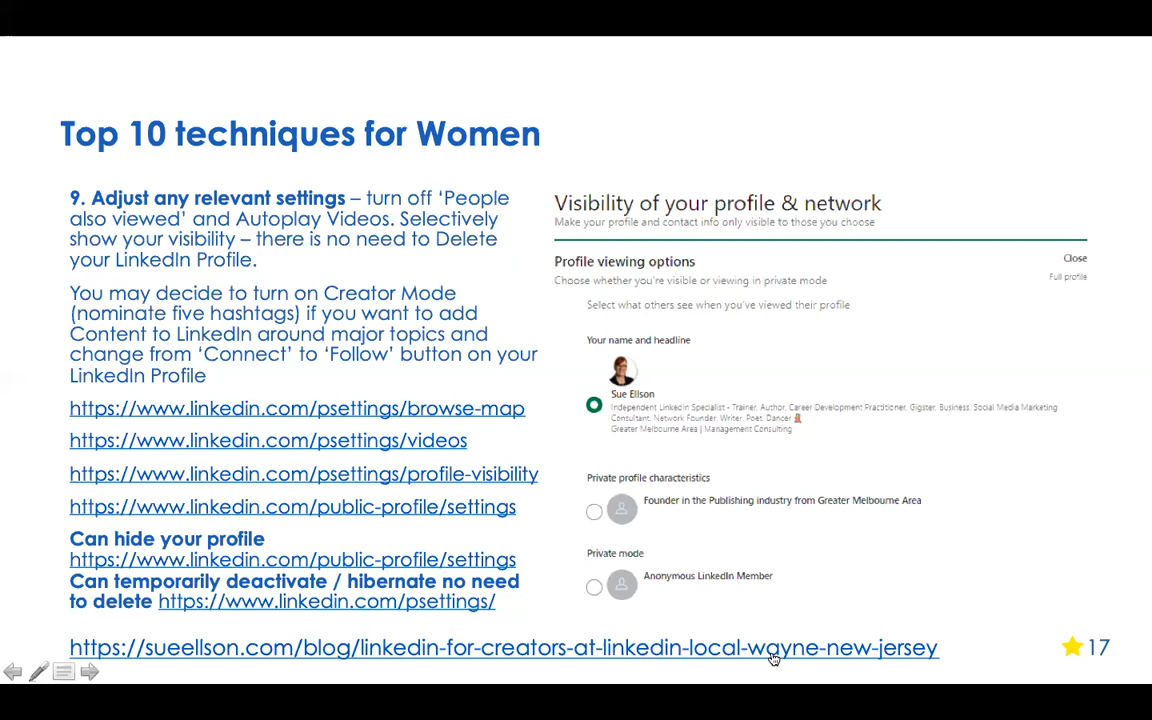 Top 10 techniques for Women
9. Adjust any relevant settings – turn off ‘People
also viewed’ and Autoplay Videos. Selectively
show your visibility – there is no need to Delete
your LinkedIn Profile.
You may decide to turn on Creator Mode
(nominate five hashtags) if you want to add
Content to LinkedIn around major topics and
change from ‘Connect’ to ‘Follow’ button on your
LinkedIn Profile
https://www.linkedin.com/psettings/browse-map
https://www.linkedin.com/psettings/videos
https://www.linkedin.com/psettings/profile-visibility
https://www.linkedin.com/public-profile/settings
Can hide your profile
https://www.linkedin.com/public-profile/settings
Can temporarily deactivate / hibernate no need
to delete https://www.linkedin.com/psettings/
Visibility of your profile & network
Make your profile and contact info only visible to those you choose
Profile viewing options
Close
Choose whether you're visible or viewing in private mode
Full profile
Select what others see when you've viewed their profile
Your name and headline
Sue Ellson
Independent LinkedIn Specialist - Trainer, Author, Career Development Practitioner, Gigster, Business, Social Media Marketing
Consultant, Network Founder, Writer, Poet, Dancer 💃
Greater Melbourne Area | Management Consulting
Private profile characteristics
Founder in the Publishing industry from Greater Melbourne Area
Private mode
Anonymous LinkedIn Member
https://sueellson.com/blog/linkedin-for-creators-at-linkedin-local-wayne-new-jersey
17